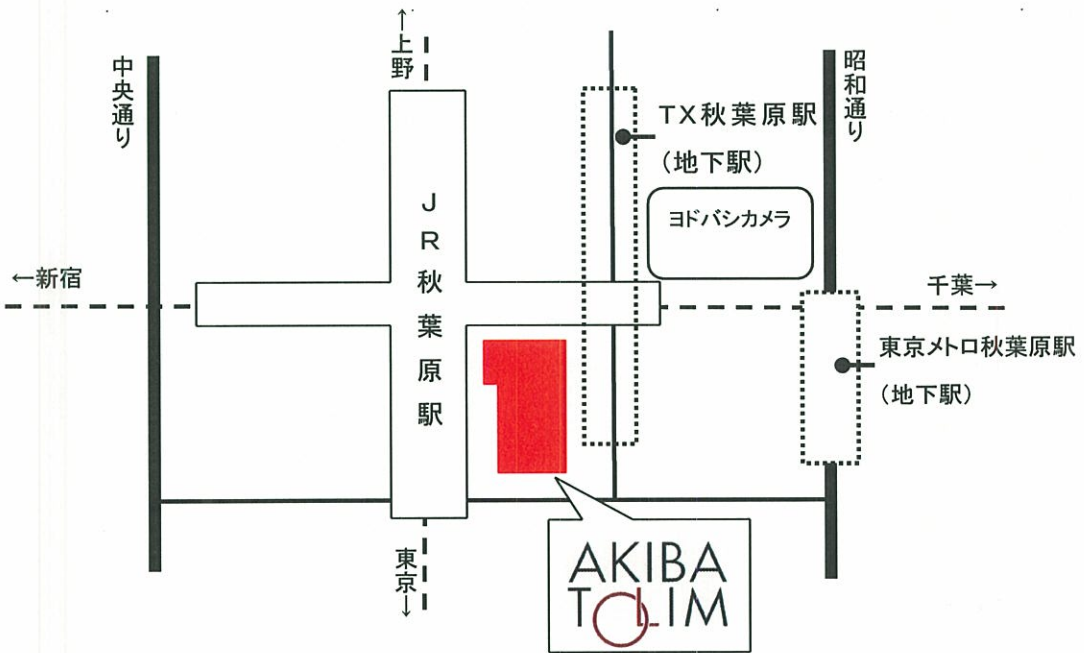 ↑上野
中央通り
昭和通り
TX秋葉原駅
(地下駅)
ヨドバシカメラ
JR秋葉原駅
←新宿
千葉→
東京メトロ秋葉原駅
(地下駅)
東京↓
AKIBA
TOLIM